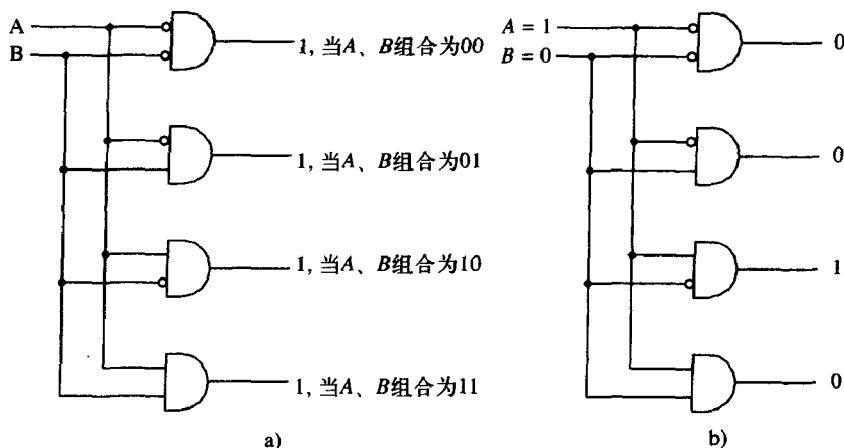 A
B
1, 当A、B组合为00
1, 当A、B组合为01
1, 当A、B组合为10
1, 当A、B组合为11
a)
A = 1
B = 0
0
0
1
0
b)